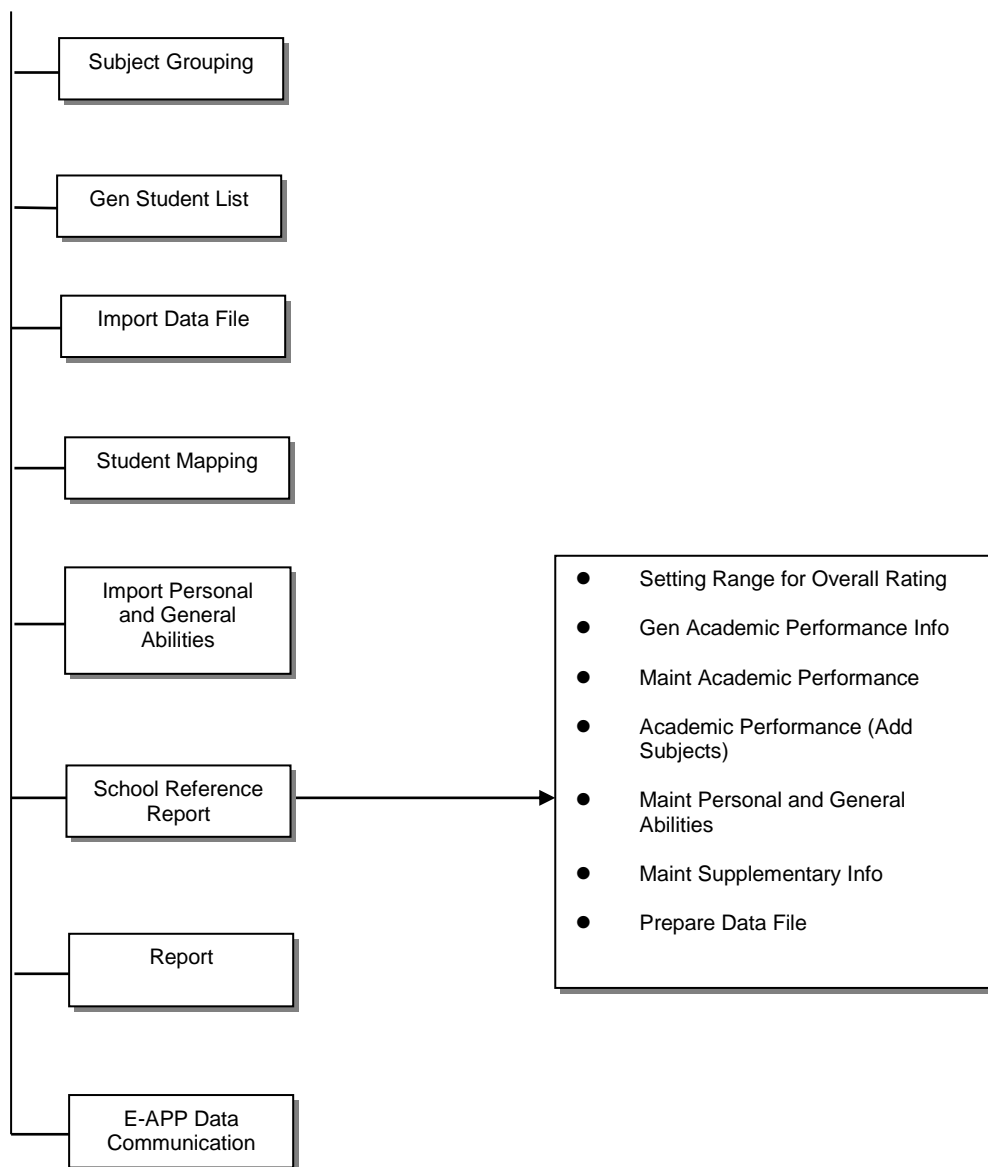 Subject Grouping
Gen Student List
Import Data File
Student Mapping
Import Personal
and General
Abilities
School Reference
Report
Report
E-APP Data
Communication
● Setting Range for Overall Rating
● Gen Academic Performance Info
● Maint Academic Performance
● Academic Performance (Add
Subjects)
● Maint Personal and General
Abilities
● Maint Supplementary Info
● Prepare Data File